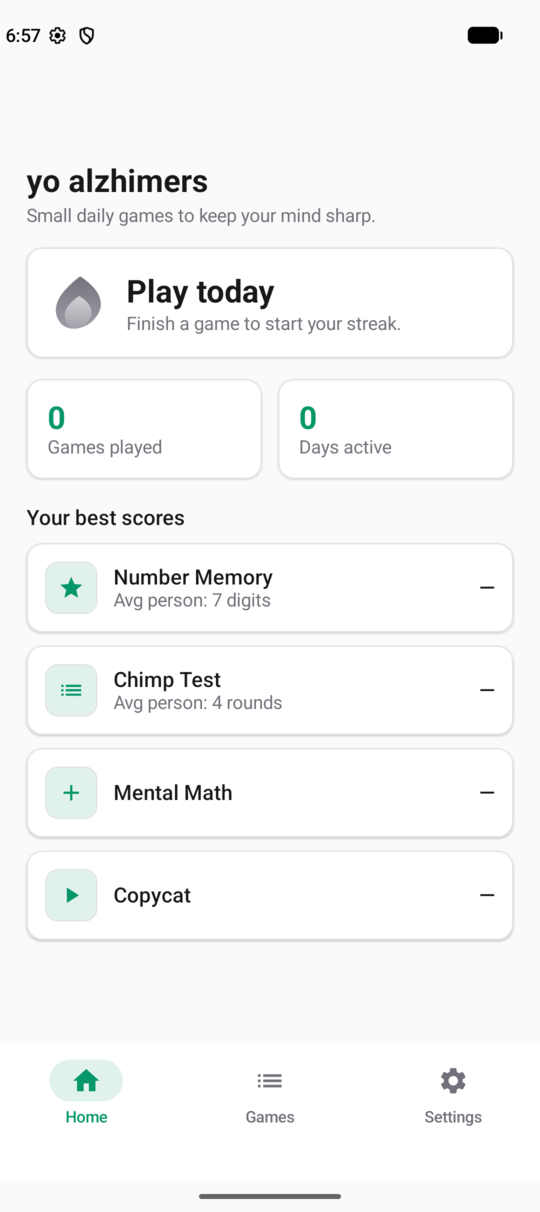 6:57
yo alzhimers
Small daily games to keep your mind sharp.
Play today
Finish a game to start your streak.
0
Games played
0
Days active
Your best scores
Number Memory
Avg person: 7 digits
–
Chimp Test
Avg person: 4 rounds
–
Mental Math
–
Copycat
–
Home
Games
Settings